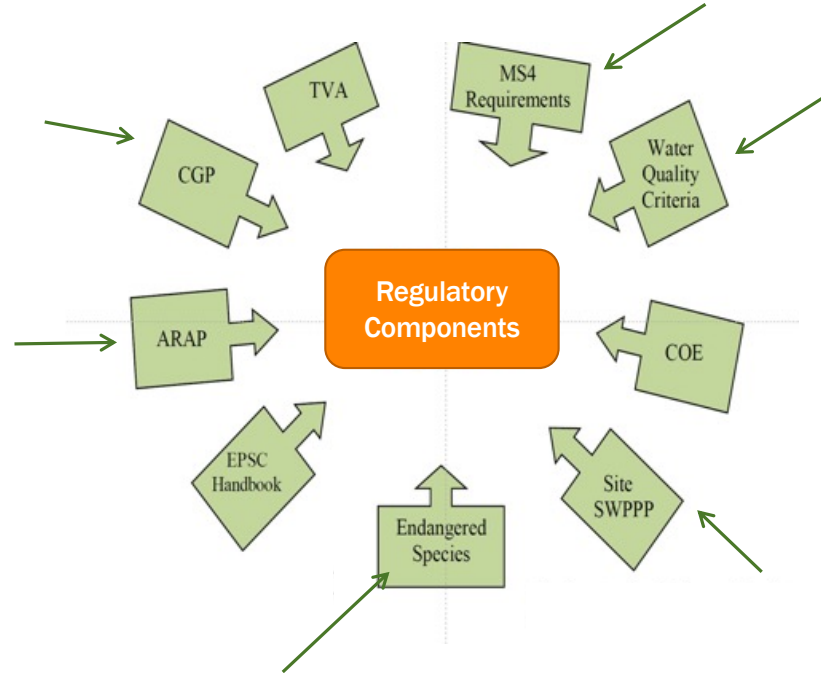 TVA
MS4
Requirements
CGP
Water
Quality
Criteria
Regulatory
Components
ARAP
COE
EPSC
Handbook
Site
SWPPP
Endangered
Species